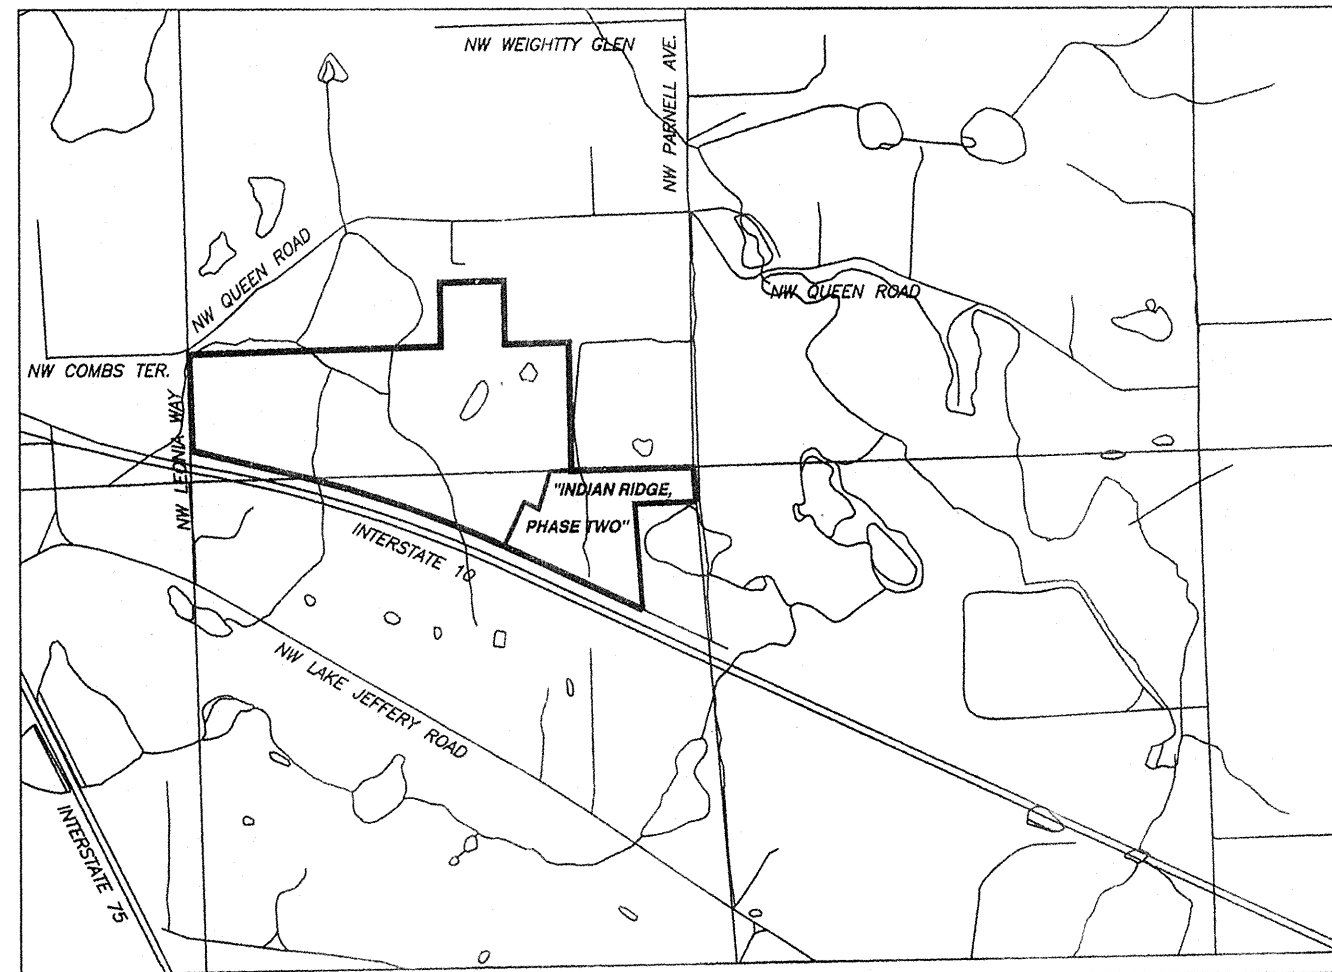 NW WEIGHTTY GLEN
NW PARNELL AVE.
NW QUEEN ROAD
NW QUEEN ROAD
NW COMBS TER.
NW LEONIA WAY
"INDIAN RIDGE,
PHASE TWO"
INTERSTATE 10
NW LAKE JEFFERY ROAD
INTERSTATE 75